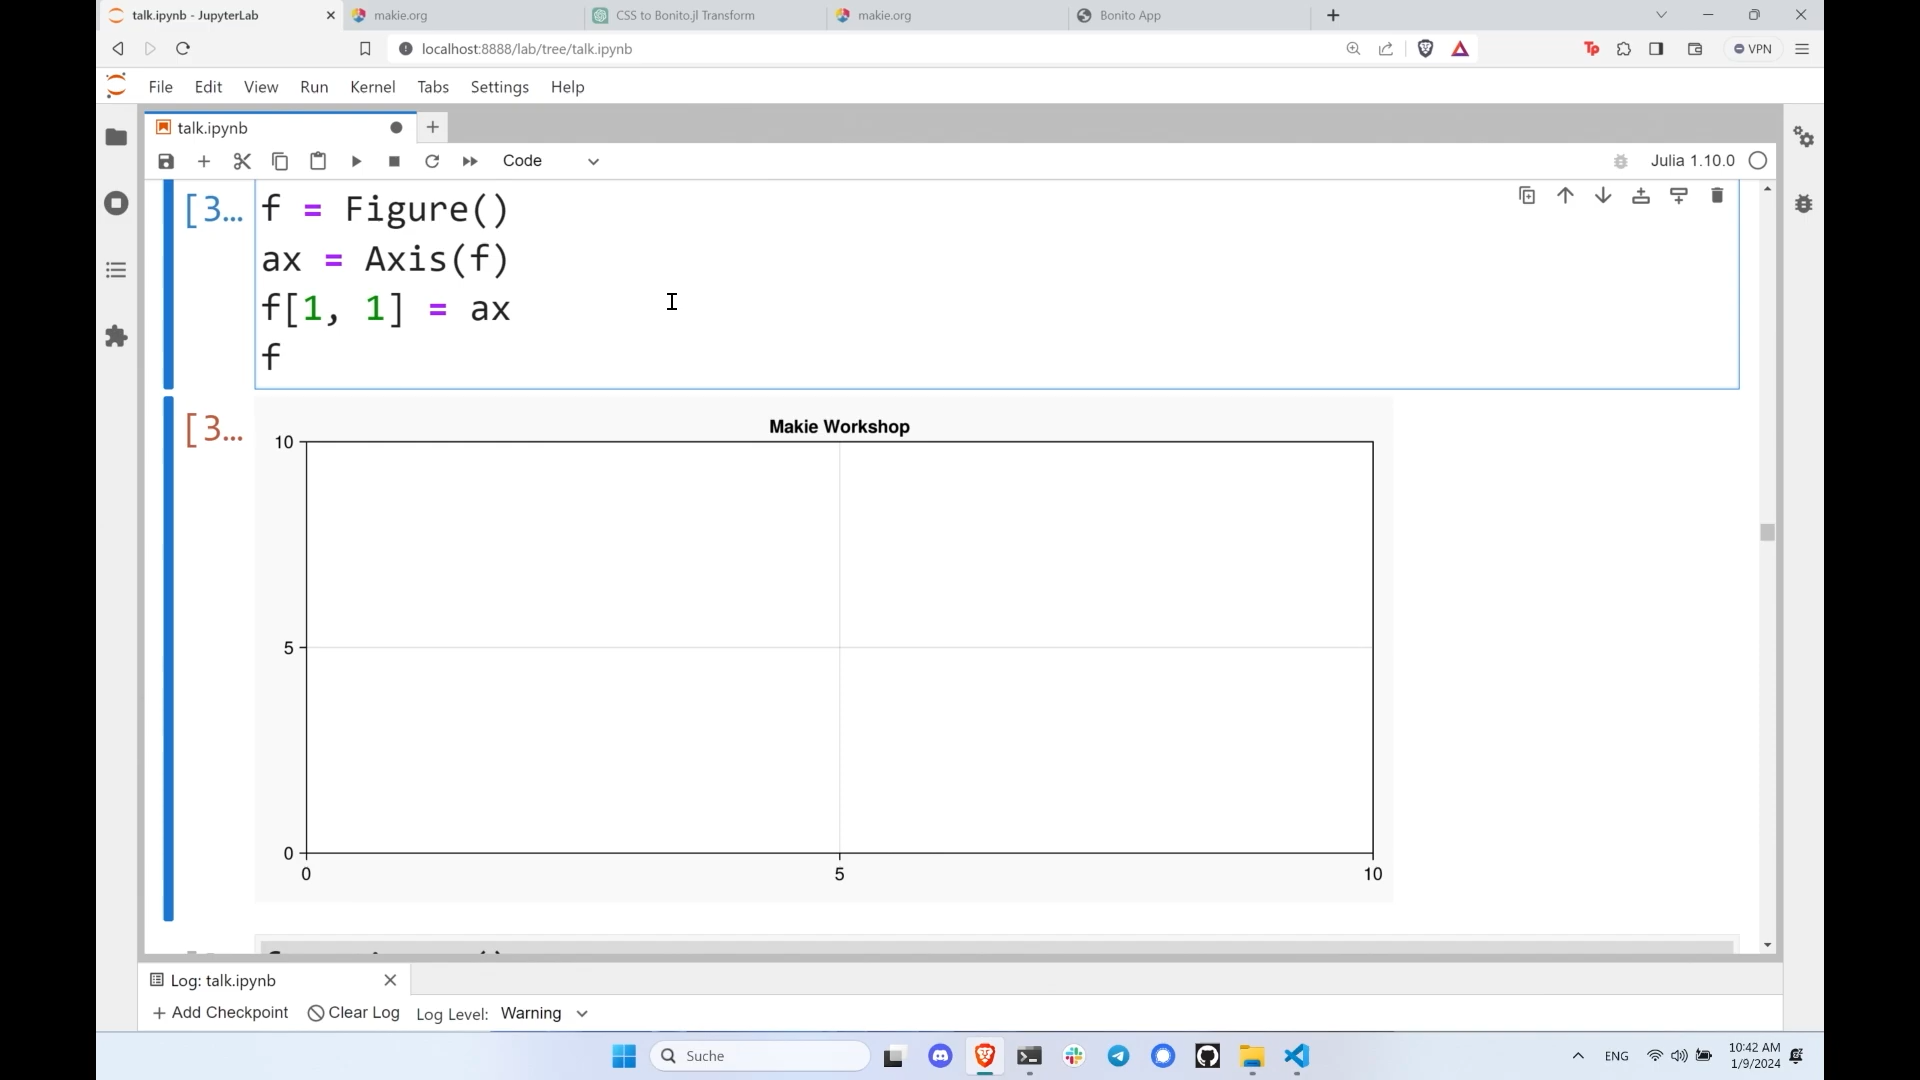 talk.ipynb - JupyterLab
makie.org
CSS to Bonito.jl Transform
makie.org
Bonito App
localhost:8888/lab/tree/talk.ipynb
Tp
VPN
File Edit View Run Kernel Tabs Settings Help
talk.ipynb
Code
Julia 1.10.0
[3…
f = Figure()
ax = Axis(f)
f[1, 1] = ax
f
[3…
Makie Workshop
10
5
0
0 5 10
Log: talk.ipynb
Add Checkpoint
Clear Log
Log Level: Warning
Suche
ENG
10:42 AM
1/9/2024